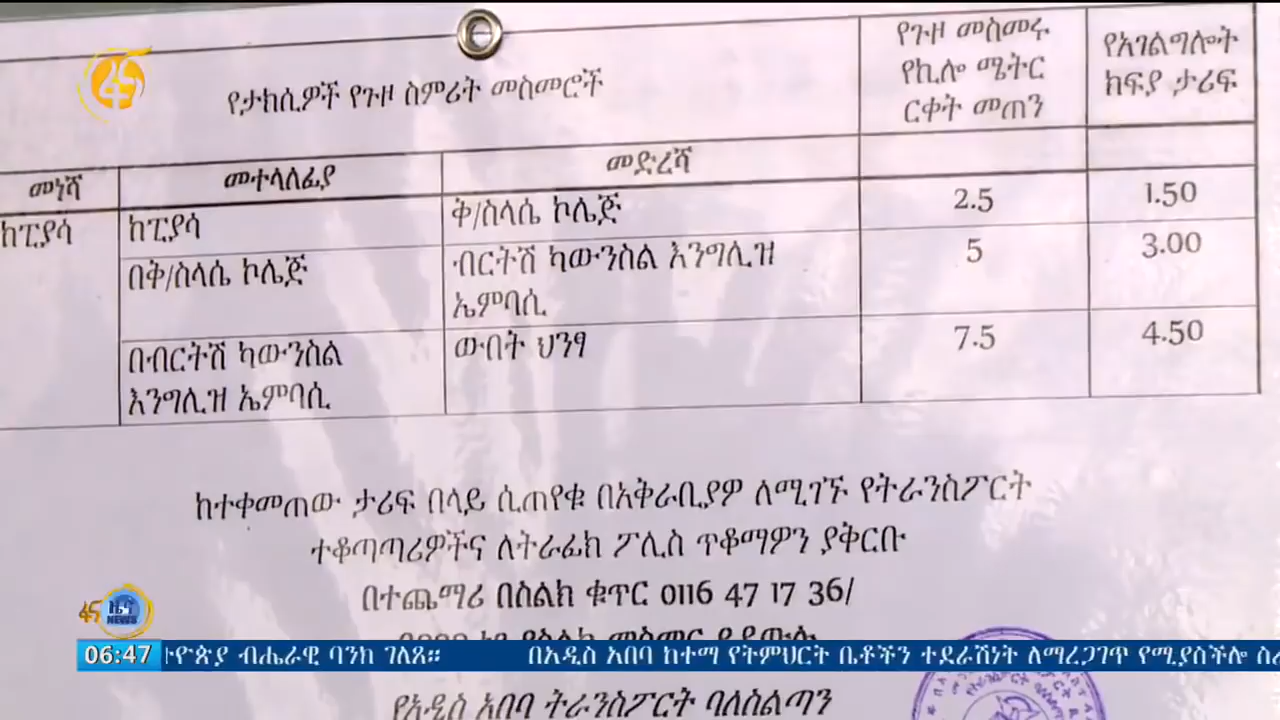 የታክሲዎች የጉዞ ስምሪት መስመሮች
የጉዞ መስመሩ
የኪሎ ሜትር
ርቀት መጠን
የአገልግሎት
ክፍያ ታሪፍ
መነሻ መተላለፊያ መድረሻ
ከፒያሳ ከፒያሳ ቅ/ስላሴ ኮሌጅ 2.5 1.50
በቅ/ስላሴ ኮሌጅ ብርትሽ ካውንስል እንግሊዝ 5 3.00
ኤምባሲ
በብርትሽ ካውንስል ውበት ህንፃ 7.5 4.50
እንግሊዝ ኤምባሲ
ከተቀመጠው ታሪፍ በላይ ሲጠየቁ በአቅራቢያዎ ለሚገኙ የትራንስፖርት
ተቆጣጣሪዎችና ለትራፊክ ፖሊስ ጥቆማዎን ያቅርቡ
በተጨማሪ በስልክ ቁጥር 0116 47 17 36/
የአዲስ አበባ ትራንስፖርት ባለስልጣን
ዜና
NEWS
06:47 ብሔራዊ ባንክ ገለጸ። በአዲስ አበባ ከተማ የትምህርት ቤቶችን ተደራሽነት ለማረጋገጥ የሚያስችሉ